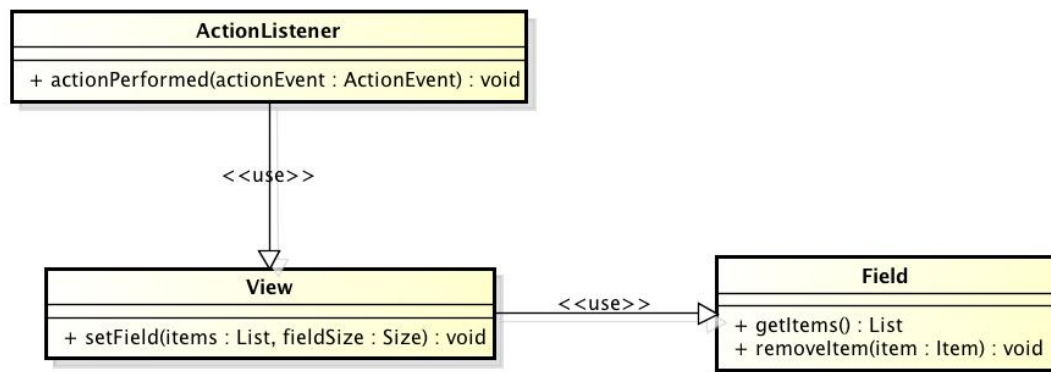 ActionListener
+ actionPerformed(actionEvent : ActionEvent) : void
<<use>>
View
+ setField(items : List, fieldSize : Size) : void
<<use>>
Field
+ getItems() : List
+ removeItem(item : Item) : void